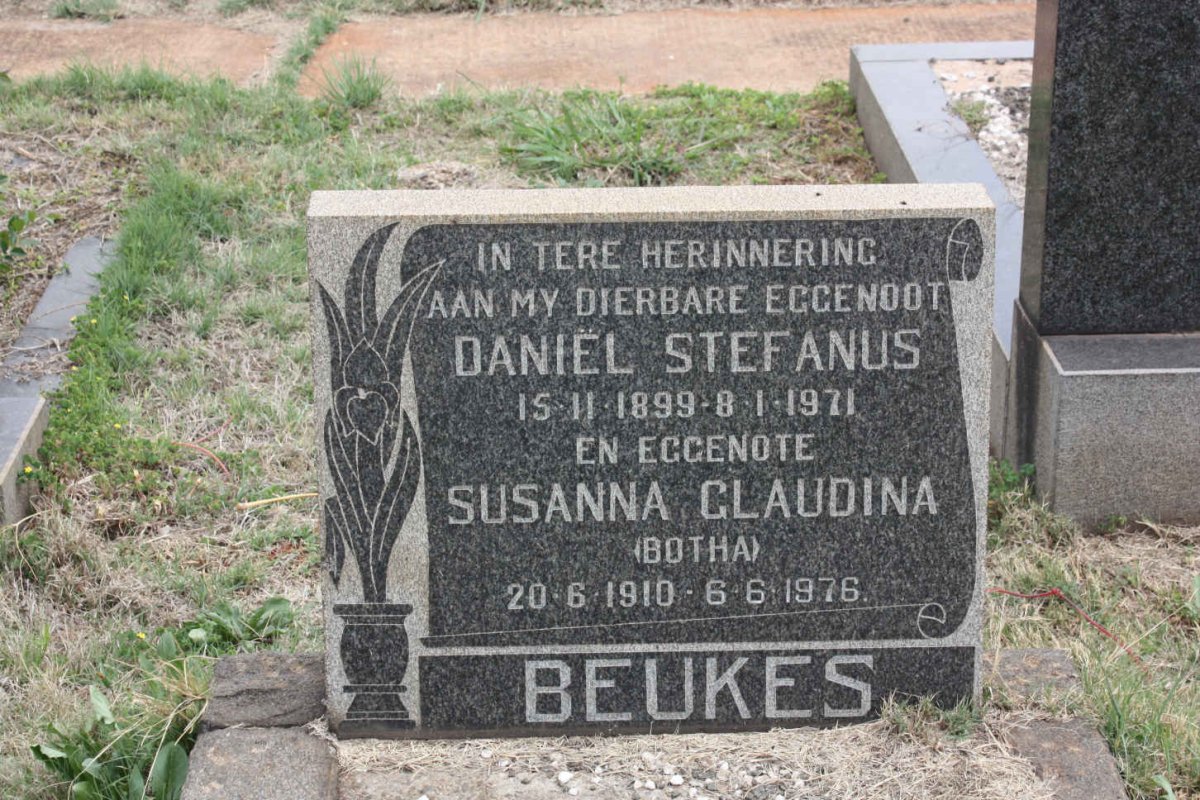 IN TERE HERINNERING
AAN MY DIERBARE EGGENOOT
DANIËL STEFANUS
15·11·1899-8·1·1971
EN EGGENOTE
SUSANNA CLAUDINA
(BOTHA)
20·6·1910-6·6·1976.
BEUKES